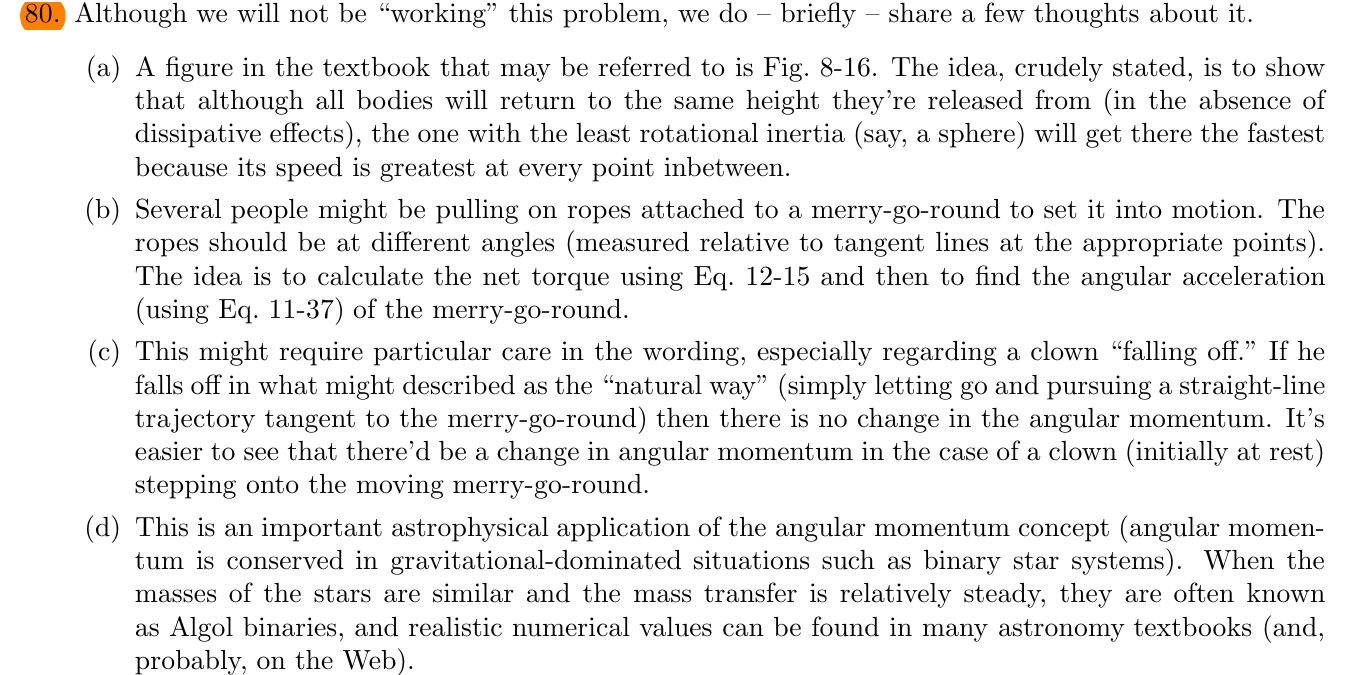 80. Although we will not be “working” this problem, we do – briefly – share a few thoughts about it.
(a) A figure in the textbook that may be referred to is Fig. 8-16. The idea, crudely stated, is to show
that although all bodies will return to the same height they’re released from (in the absence of
dissipative effects), the one with the least rotational inertia (say, a sphere) will get there the fastest
because its speed is greatest at every point inbetween.
(b) Several people might be pulling on ropes attached to a merry-go-round to set it into motion. The
ropes should be at different angles (measured relative to tangent lines at the appropriate points).
The idea is to calculate the net torque using Eq. 12-15 and then to find the angular acceleration
(using Eq. 11-37) of the merry-go-round.
(c) This might require particular care in the wording, especially regarding a clown “falling off.” If he
falls off in what might described as the “natural way” (simply letting go and pursuing a straight-line
trajectory tangent to the merry-go-round) then there is no change in the angular momentum. It’s
easier to see that there’d be a change in angular momentum in the case of a clown (initially at rest)
stepping onto the moving merry-go-round.
(d) This is an important astrophysical application of the angular momentum concept (angular momen-
tum is conserved in gravitational-dominated situations such as binary star systems). When the
masses of the stars are similar and the mass transfer is relatively steady, they are often known
as Algol binaries, and realistic numerical values can be found in many astronomy textbooks (and,
probably, on the Web).